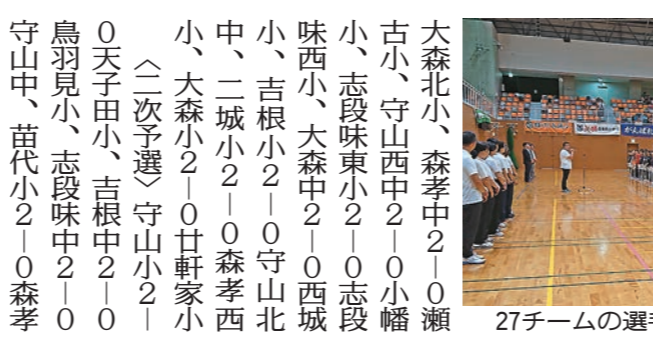 大森北小、森孝中2―0瀬
古小、守山西中2―0小幡
小、志段味東小2―0志段
味西小、大森中2―0西城
小、吉根小2―0守山北
中、二城小2―0森孝西
小、大森小2―0廿軒家小
〈二次予選〉守山小2―
0天子田小、吉根中2―0
鳥羽見小、志段味中2―0
守山中、苗代小2―0森孝
27チームの選